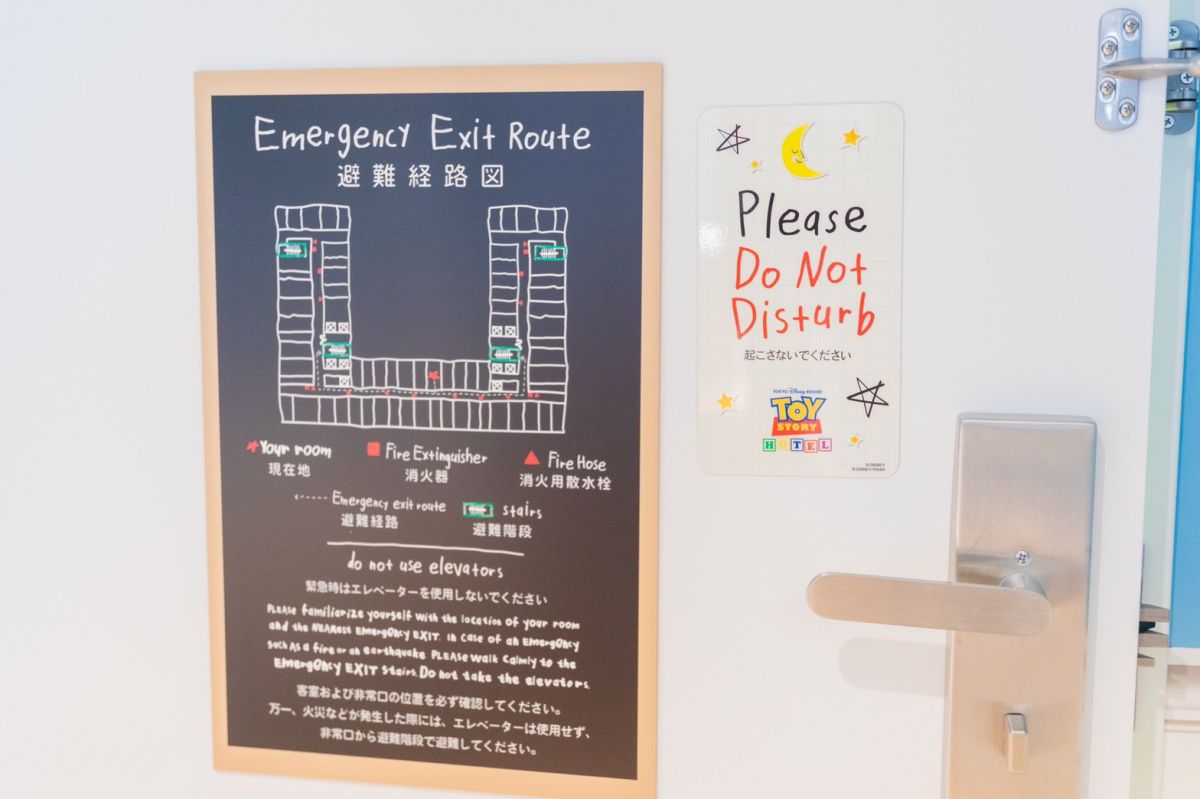 Emergency Exit Route
避難経路図
Your room
現在地
Fire Extinguisher
消火器
Fire Hose
消火用散水栓
Emergency exit route
避難経路
stairs
避難階段
do not use elevators
緊急時はエレベーターを使用しないでください
PLEASE familiarize yourself with the location of your room
and the NEAREST EMERGENCY EXIT. In case of an EMERGENCY
such as a fire or an earthquake PLEASE walk calmly to the
EMERGENCY EXIT stairs. Do not take the elevators.
客室および非常口の位置を必ず確認してください。
万一、火災などが発生した際には、エレベーターは使用せず、
非常口から避難階段で避難してください。
Please
Do Not
Disturb
起こさないでください
TOKYO Disney RESORT
TOY
STORY
HOTEL
© DISNEY
© DISNEY/PIXAR